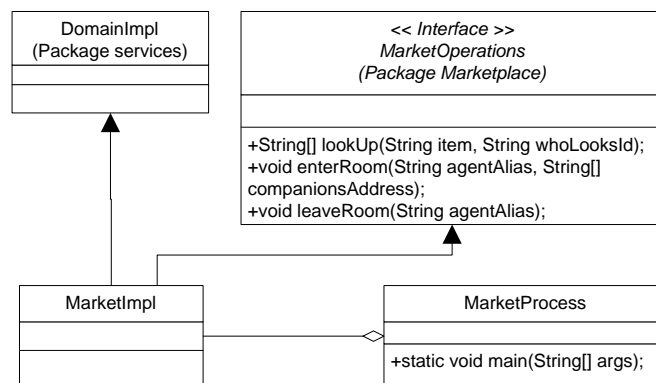 DomainImpl
(Package services)
<< Interface >>
MarketOperations
(Package Marketplace)
+String[] lookUp(String item, String whoLooksId);
+void enterRoom(String agentAlias, String[]
companionsAddress);
+void leaveRoom(String agentAlias);
MarketImpl
MarketProcess
+static void main(String[] args);